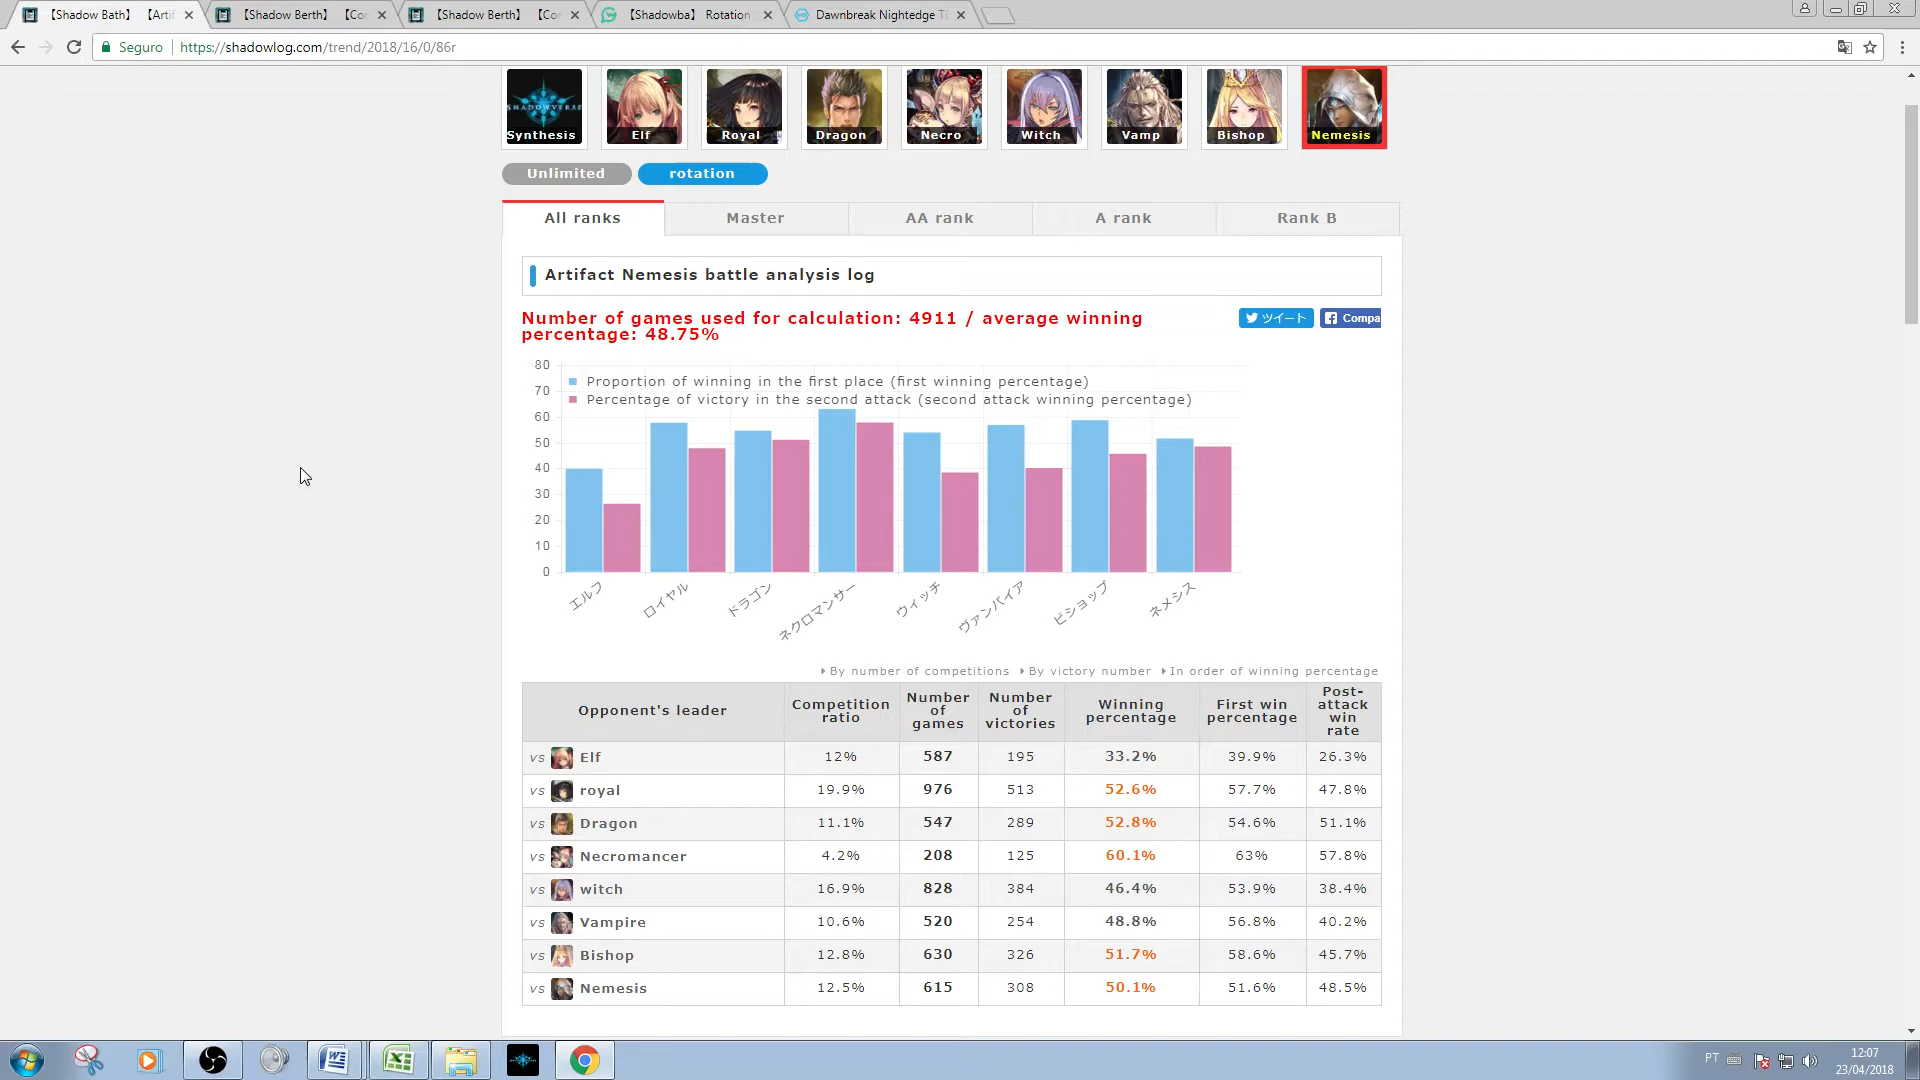 【Shadow Bath】 【Artif
【Shadow Berth】 【Co
【Shadow Berth】 【Co
【Shadowba】 Rotation
Dawnbreak Nightedge T
Seguro
https://shadowlog.com/trend/2018/16/0/86r
Synthesis
Elf
Royal
Dragon
Necro
Witch
Vamp
Bishop
Nemesis
Unlimited
rotation
All ranks
Master
AA rank
A rank
Rank B
Artifact Nemesis battle analysis log
Number of games used for calculation: 4911 / average winning
percentage: 48.75%
ツイート
Compa
80
70
60
50
40
30
20
10
0
Proportion of winning in the first place (first winning percentage)
Percentage of victory in the second attack (second attack winning percentage)
エルフ
ロイヤル
ドラゴン
ネクロマンサー
ウィッチ
ヴァンパイア
ビショップ
ネメシス
By number of competitions
By victory number
In order of winning percentage
Opponent's leader
Competition
ratio
Number
of
games
Number
of
victories
Winning
percentage
First win
percentage
Post-
attack
win
rate
vs Elf 12% 587 195 33.2% 39.9% 26.3%
vs royal 19.9% 976 513 52.6% 57.7% 47.8%
vs Dragon 11.1% 547 289 52.8% 54.6% 51.1%
vs Necromancer 4.2% 208 125 60.1% 63% 57.8%
vs witch 16.9% 828 384 46.4% 53.9% 38.4%
vs Vampire 10.6% 520 254 48.8% 56.8% 40.2%
vs Bishop 12.8% 630 326 51.7% 58.6% 45.7%
vs Nemesis 12.5% 615 308 50.1% 51.6% 48.5%
PT
12:07
23/04/2018